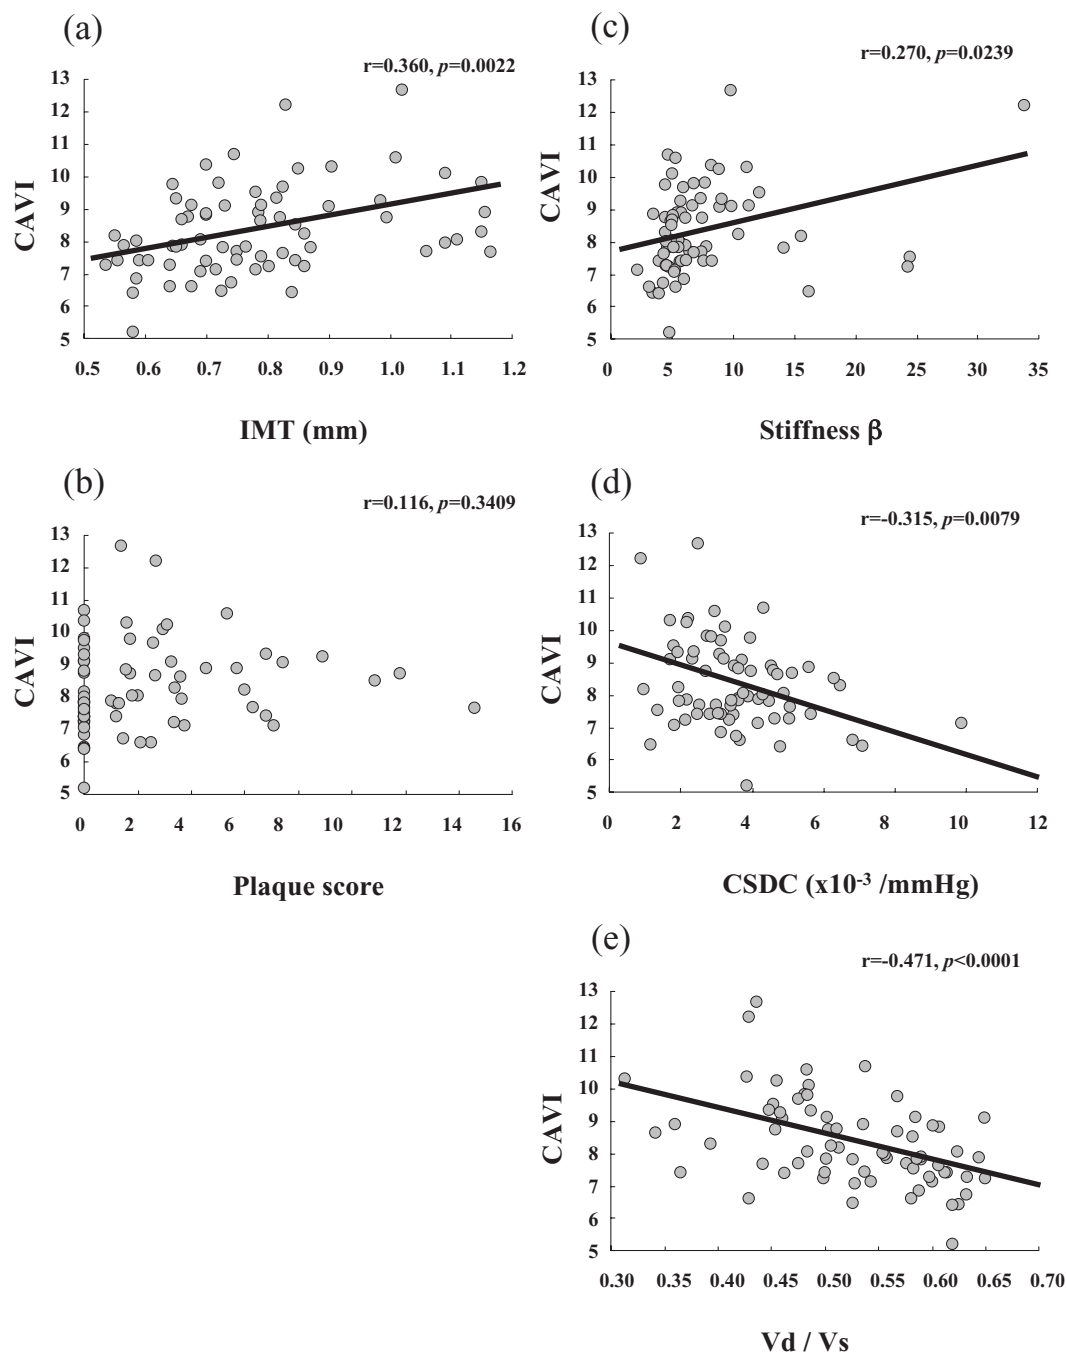 (a)
r=0.360, p=0.0022
13
12
11
10
9
8
7
6
5
CAVI
0.5 0.6 0.7 0.8 0.9 1.0 1.1 1.2
IMT (mm)
(c)
r=0.270, p=0.0239
13
12
11
10
9
8
7
6
5
CAVI
0 5 10 15 20 25 30 35
Stiffness β
(b)
r=0.116, p=0.3409
13
12
11
10
9
8
7
6
5
CAVI
0 2 4 6 8 10 12 14 16
Plaque score
(d)
r=-0.315, p=0.0079
13
12
11
10
9
8
7
6
5
CAVI
0 2 4 6 8 10 12
CSDC (x10⁻³ /mmHg)
(e)
r=-0.471, p<0.0001
13
12
11
10
9
8
7
6
5
CAVI
0.30 0.35 0.40 0.45 0.50 0.55 0.60 0.65 0.70
Vd / Vs